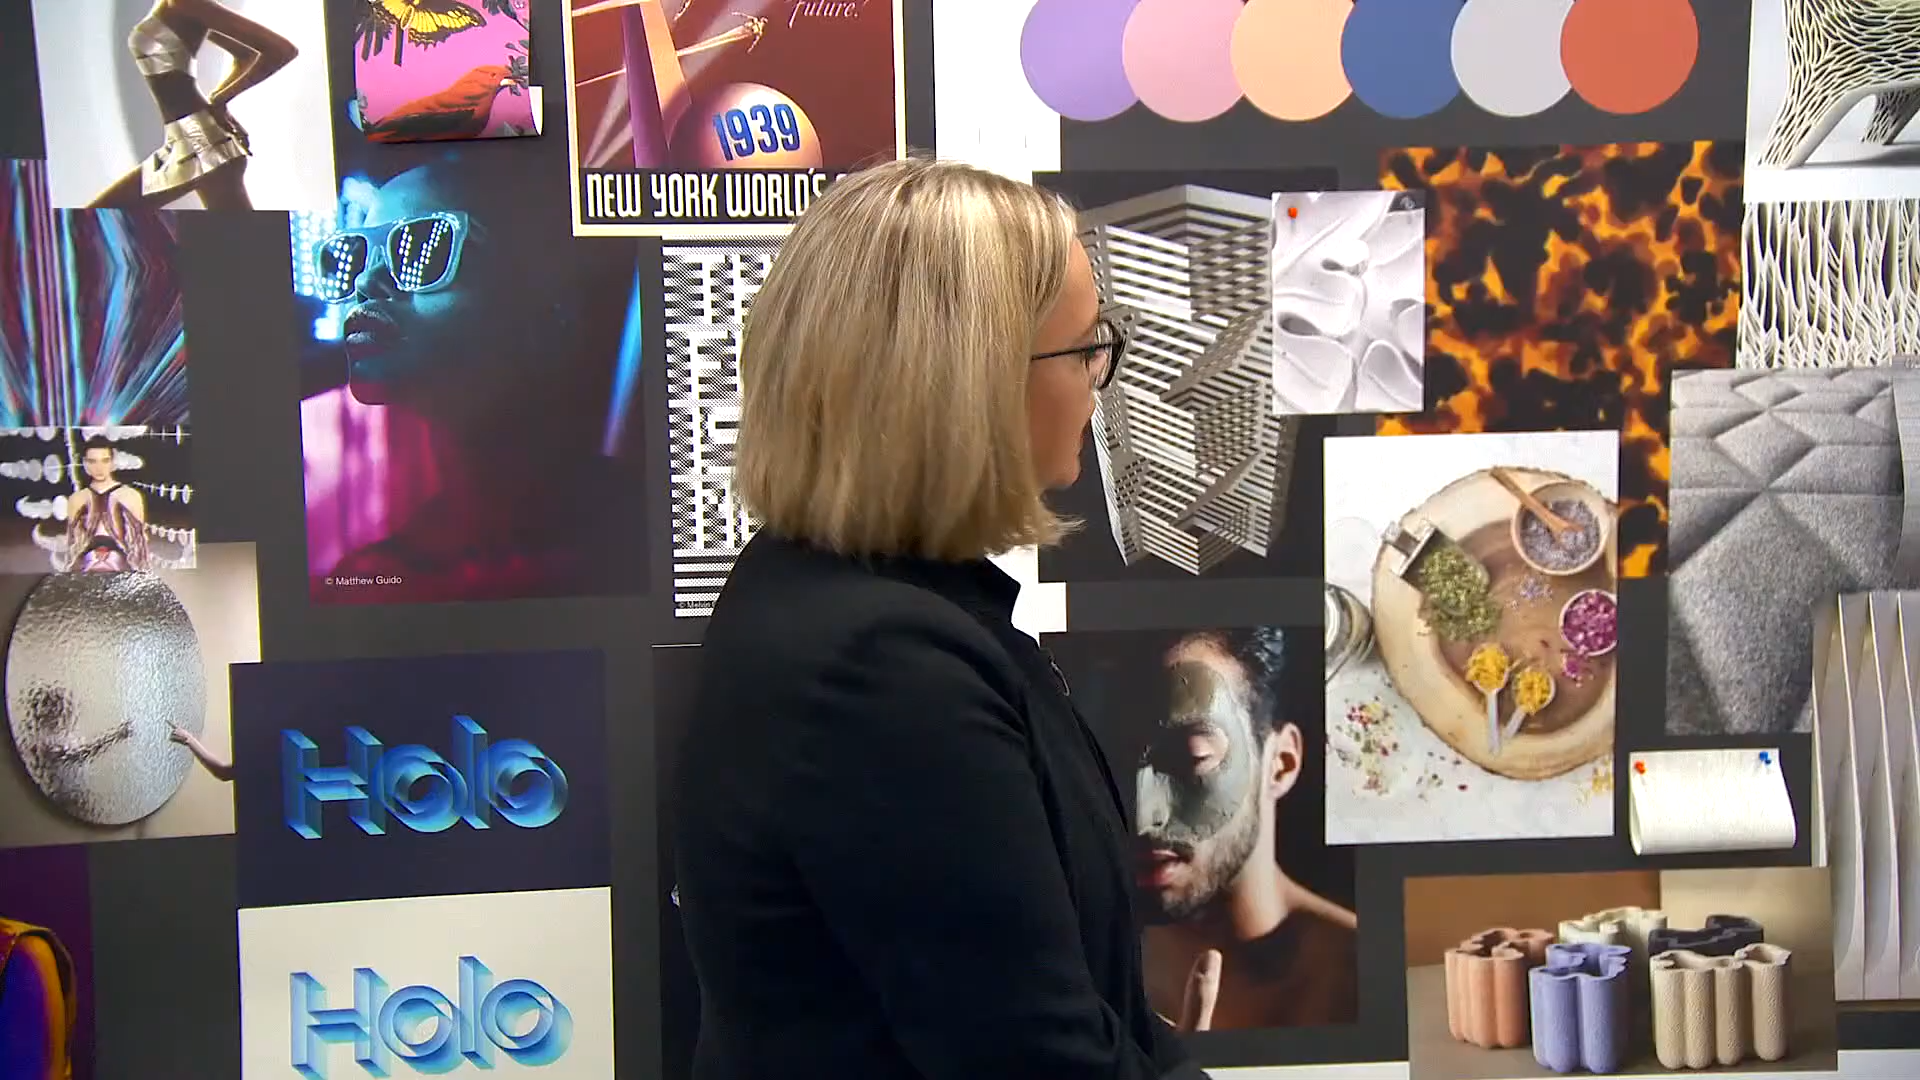 future!
1939
NEW YORK WORLD'S
© Matthew Guido
Holo
Holo